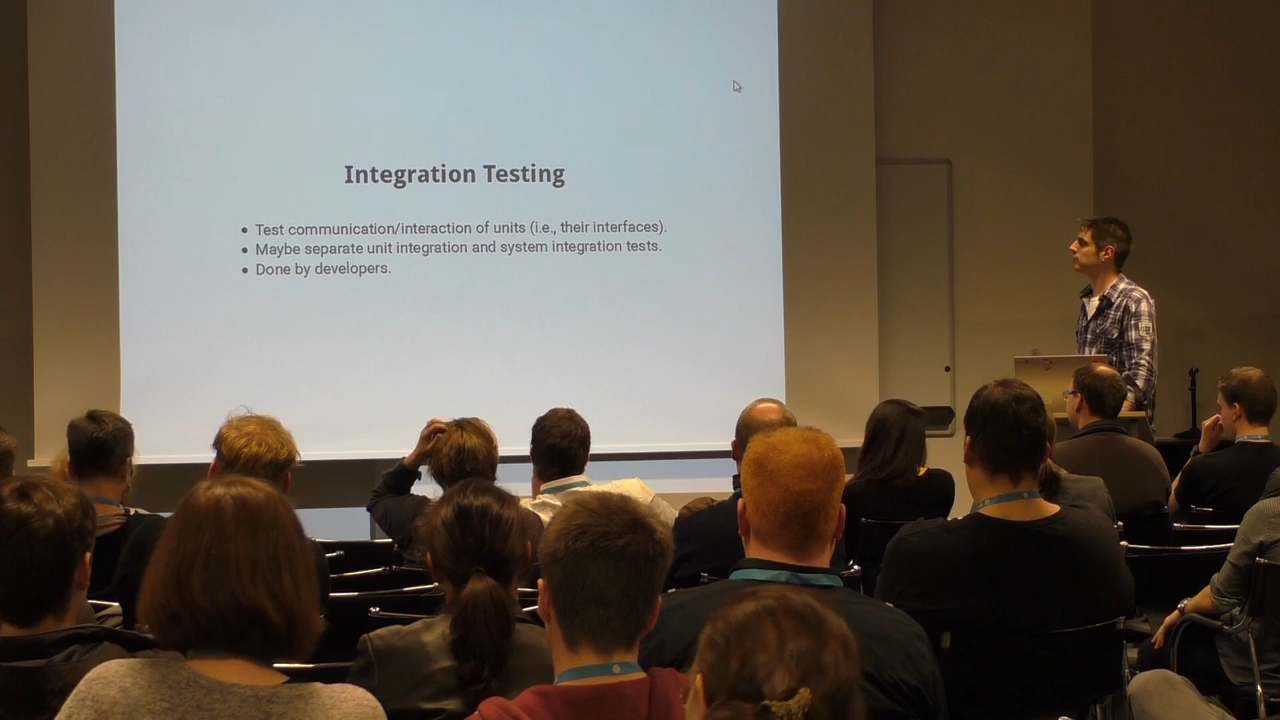 Integration Testing
• Test communication/interaction of units (i.e., their interfaces).
• Maybe separate unit integration and system integration tests.
• Done by developers.